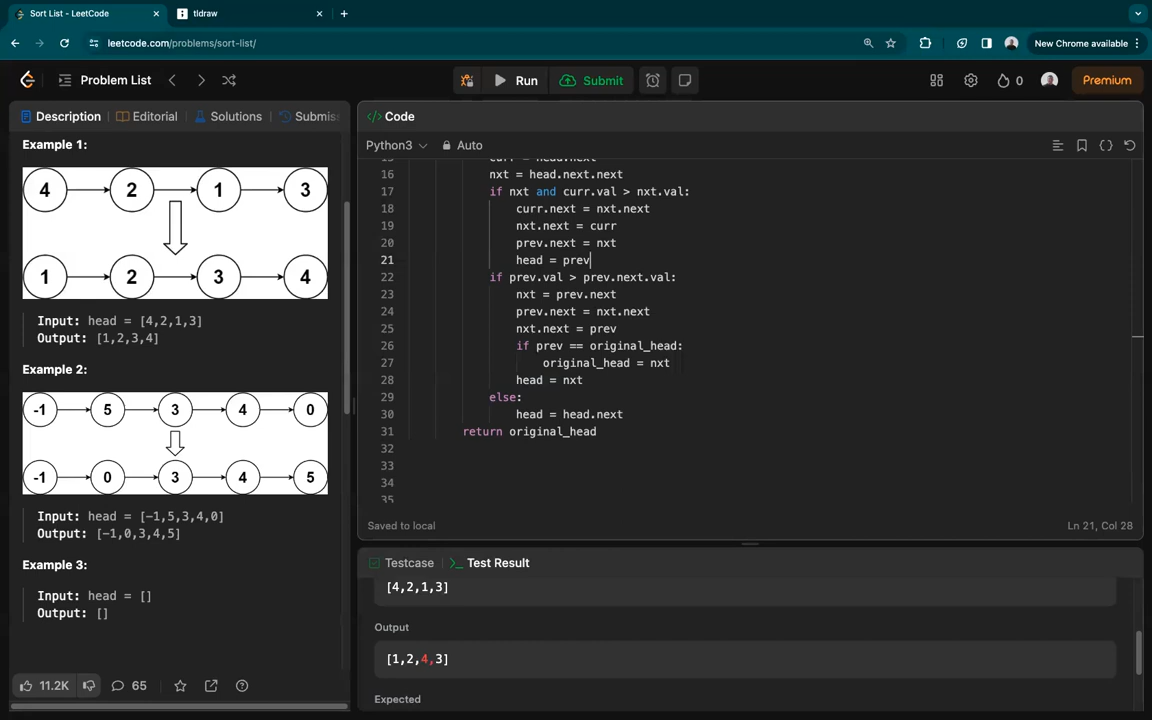 Sort List - LeetCode
tldraw
leetcode.com/problems/sort-list/
New Chrome available
Problem List
Run
Submit
0
Premium
Description
Editorial
Solutions
Submis
Example 1:
4 2 1 3
1 2 3 4
Input: head = [4,2,1,3]
Output: [1,2,3,4]
Example 2:
-1 5 3 4 0
-1 0 3 4 5
Input: head = [-1,5,3,4,0]
Output: [-1,0,3,4,5]
Example 3:
Input: head = []
Output: []
11.2K
65
</> Code
Python3
Auto
15 curr = head.next
16 nxt = head.next.next
17 if nxt and curr.val > nxt.val:
18 curr.next = nxt.next
19 nxt.next = curr
20 prev.next = nxt
21 head = prev
22 if prev.val > prev.next.val:
23 nxt = prev.next
24 prev.next = nxt.next
25 nxt.next = prev
26 if prev == original_head:
27 original_head = nxt
28 head = nxt
29 else:
30 head = head.next
31 return original_head
32
33
34
35
Saved to local
Ln 21, Col 28
Testcase
Test Result
[4,2,1,3]
Output
[1,2,4,3]
Expected